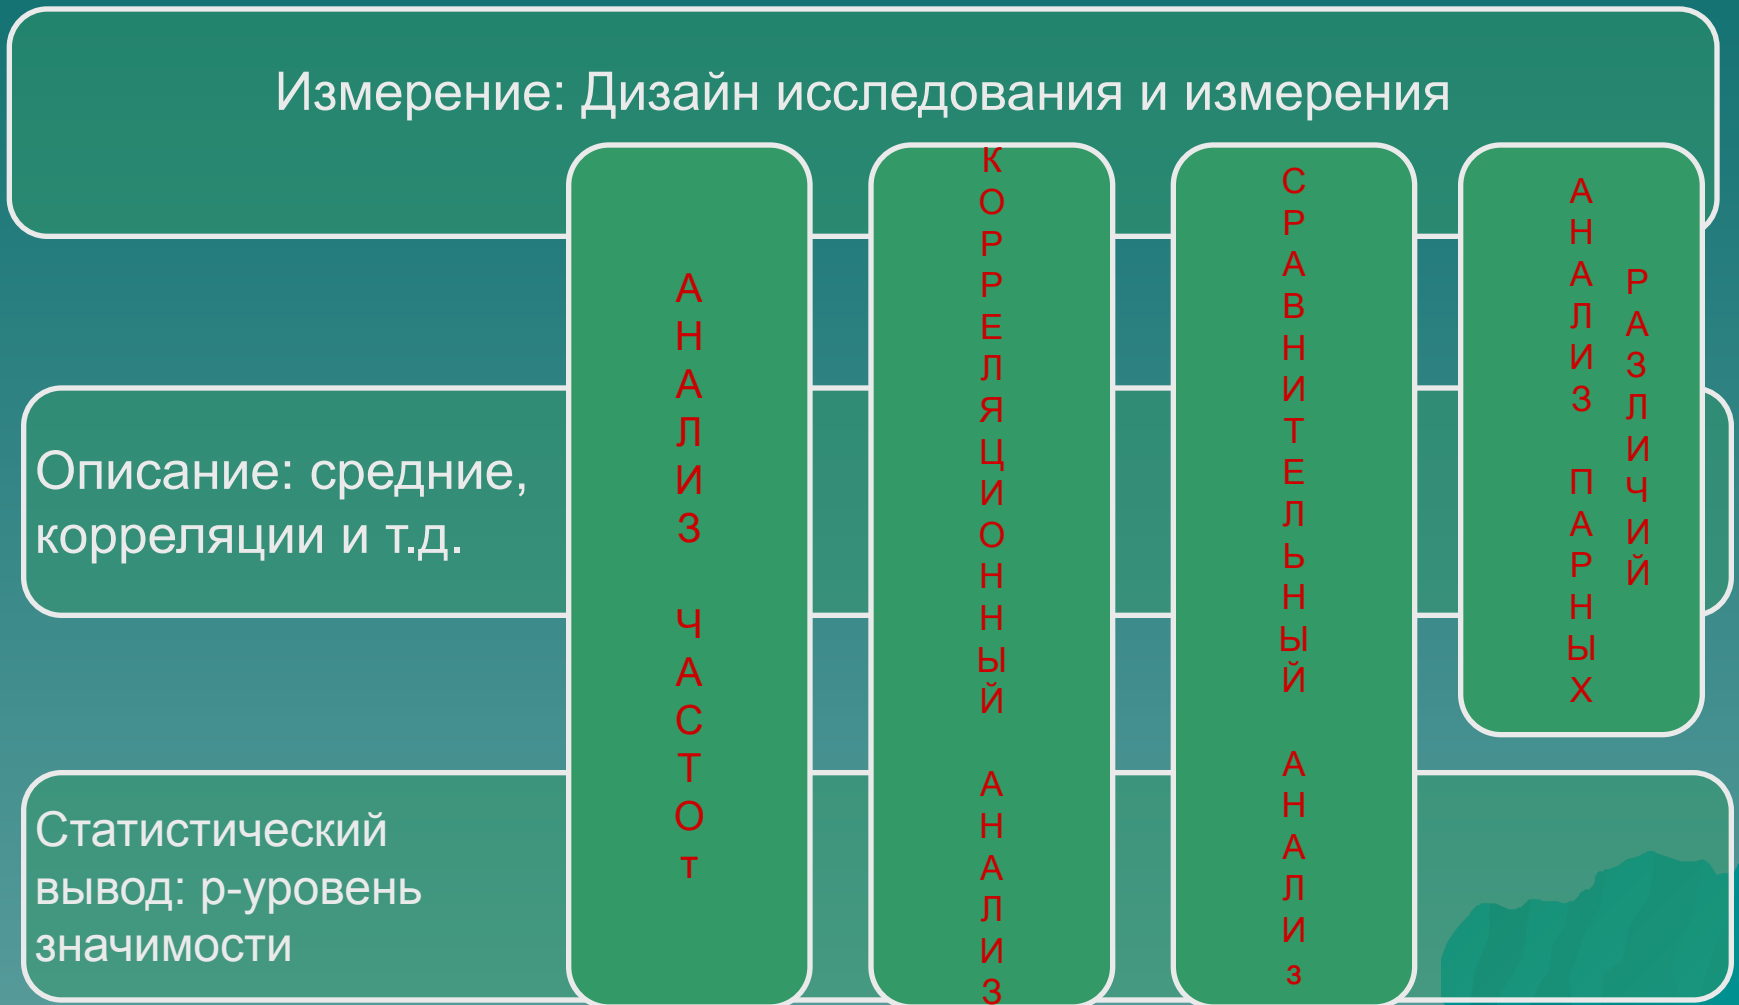 Измерение: Дизайн исследования и измерения
Описание: средние,
корреляции и т.д.
Статистический
вывод: р-уровень
значимости
АНАЛИЗ ЧАСТОт
КОРРЕЛЯЦИОННЫЙ АНАЛИЗ
СРАВНИТЕЛЬНЫЙ АНАЛИз
АНАЛИЗ ПАРНЫХ
РАЗЛИЧИЙ